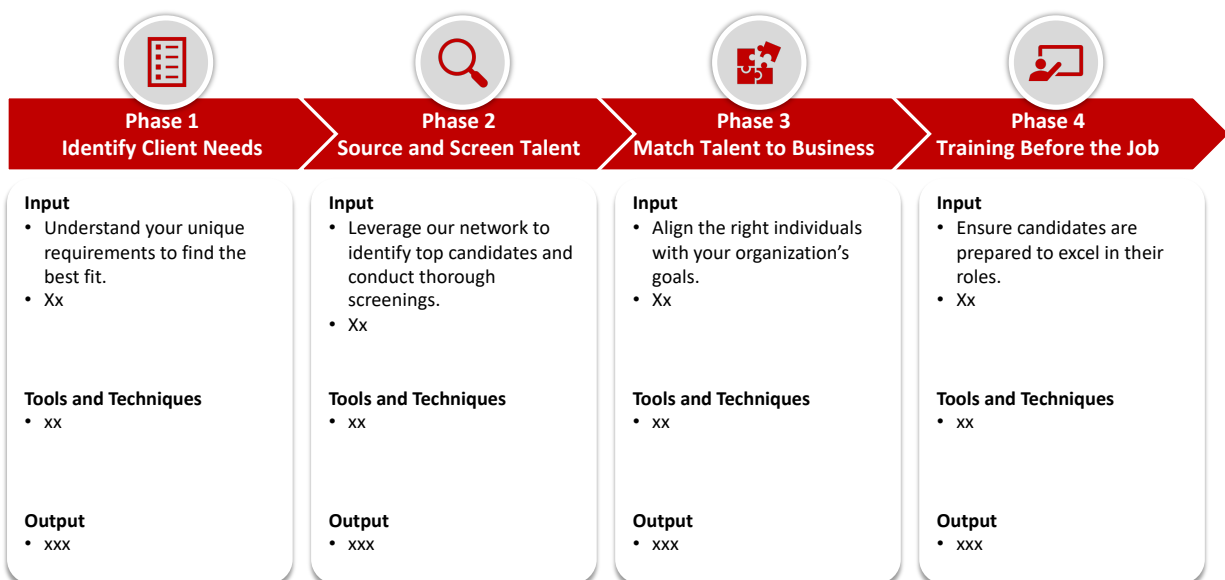 Phase 1
Identify Client Needs
Phase 2
Source and Screen Talent
Phase 3
Match Talent to Business
Phase 4
Training Before the Job
Input
• Understand your unique
requirements to find the
best fit.
• Xx
Tools and Techniques
• xx
Output
• xxx
Input
• Leverage our network to
identify top candidates and
conduct thorough
screenings.
• Xx
Tools and Techniques
• xx
Output
• xxx
Input
• Align the right individuals
with your organization’s
goals.
• Xx
Tools and Techniques
• xx
Output
• xxx
Input
• Ensure candidates are
prepared to excel in their
roles.
• Xx
Tools and Techniques
• xx
Output
• xxx